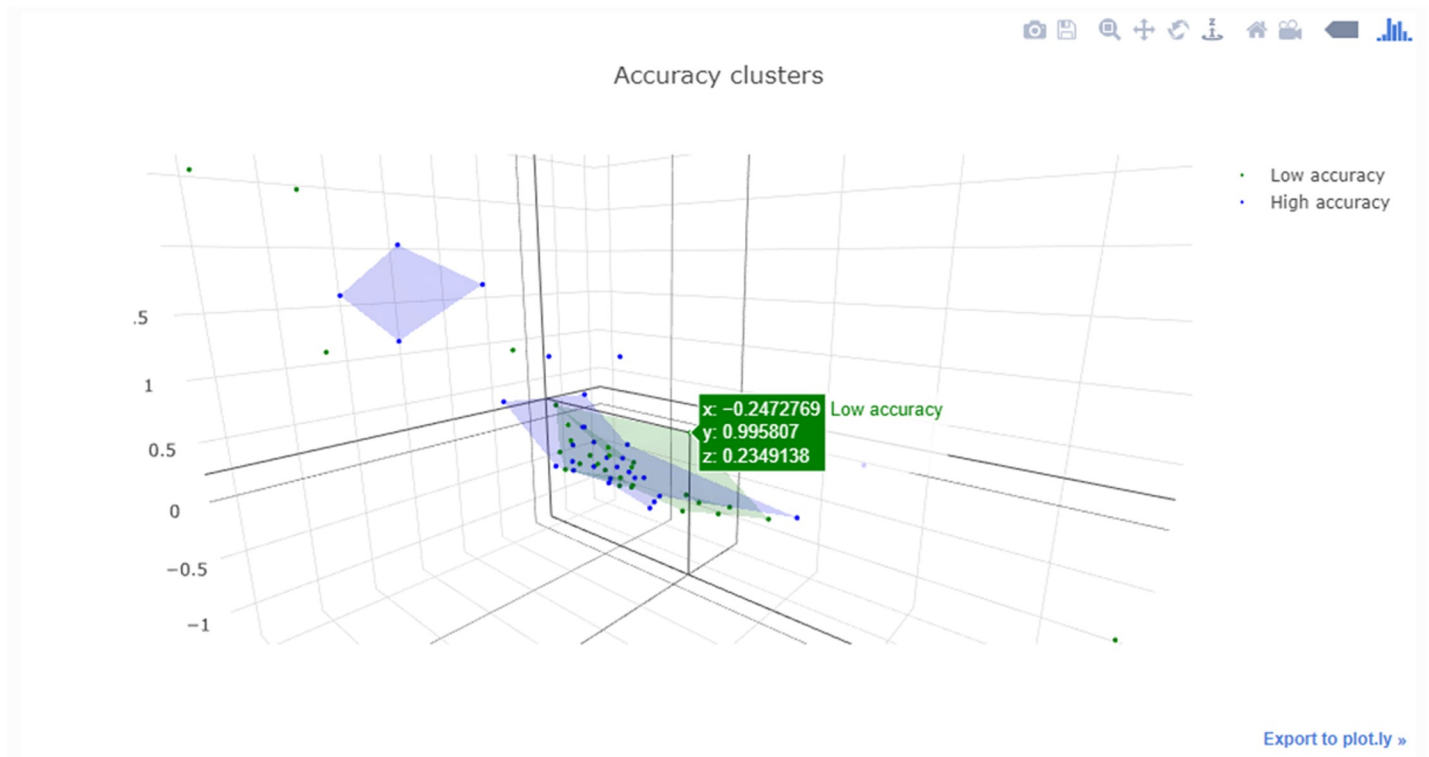 z
Accuracy clusters
Low accuracy
High accuracy
.5
1
0.5
0
−0.5
−1
x: −0.2472769 Low accuracy
y: 0.995807
z: 0.2349138
Export to plot.ly »